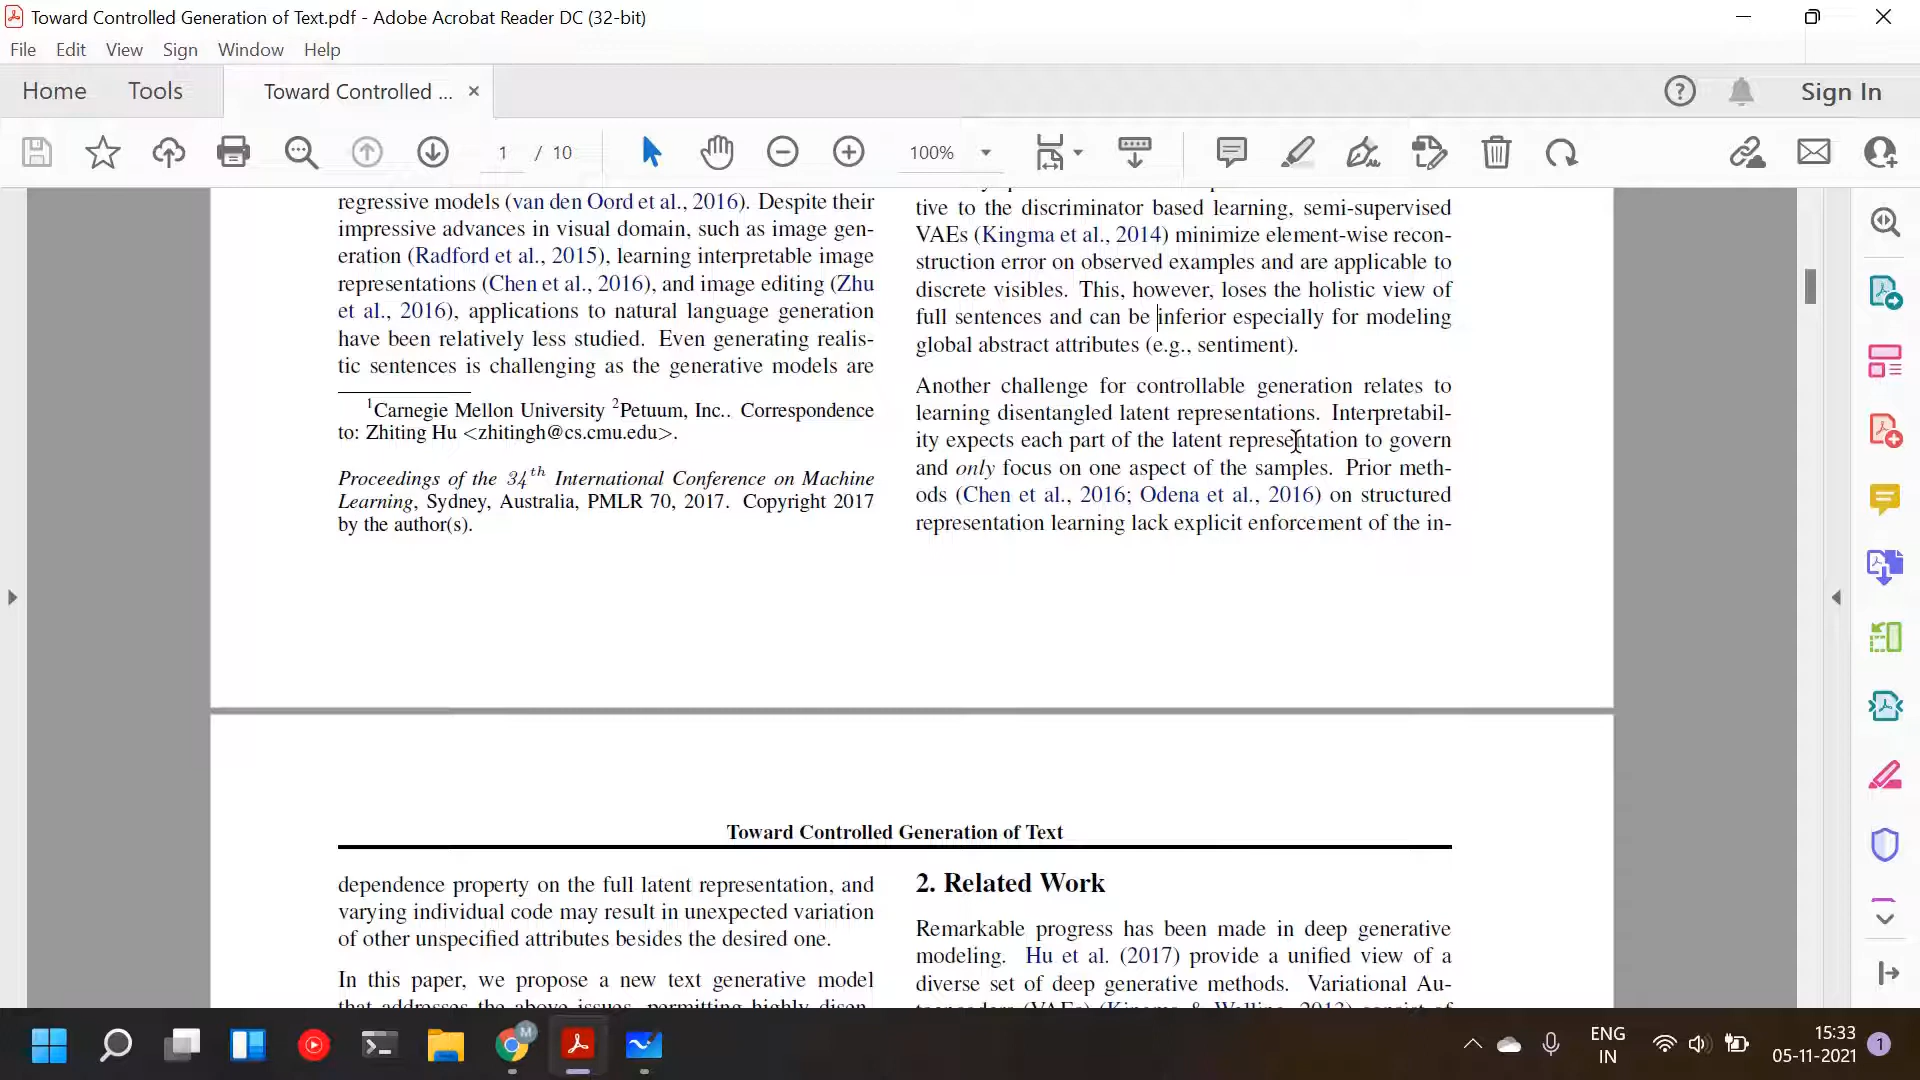 Toward Controlled Generation of Text.pdf - Adobe Acrobat Reader DC (32-bit)
File Edit View Sign Window Help
Home Tools Toward Controlled ... Sign In
1 / 10 100%
regressive models (van den Oord et al., 2016). Despite their
impressive advances in visual domain, such as image gen-
eration (Radford et al., 2015), learning interpretable image
representations (Chen et al., 2016), and image editing (Zhu
et al., 2016), applications to natural language generation
have been relatively less studied. Even generating realis-
tic sentences is challenging as the generative models are
1Carnegie Mellon University 2Petuum, Inc.. Correspondence
to: Zhiting Hu <zhitingh@cs.cmu.edu>.
Proceedings of the 34th International Conference on Machine
Learning, Sydney, Australia, PMLR 70, 2017. Copyright 2017
by the author(s).
tive to the discriminator based learning, semi-supervised
VAEs (Kingma et al., 2014) minimize element-wise recon-
struction error on observed examples and are applicable to
discrete visibles. This, however, loses the holistic view of
full sentences and can be inferior especially for modeling
global abstract attributes (e.g., sentiment).
Another challenge for controllable generation relates to
learning disentangled latent representations. Interpretabil-
ity expects each part of the latent representation to govern
and only focus on one aspect of the samples. Prior meth-
ods (Chen et al., 2016; Odena et al., 2016) on structured
representation learning lack explicit enforcement of the in-
Toward Controlled Generation of Text
dependence property on the full latent representation, and
varying individual code may result in unexpected variation
of other unspecified attributes besides the desired one.
In this paper, we propose a new text generative model
that addresses the above issues, permitting highly disen-
2. Related Work
Remarkable progress has been made in deep generative
modeling. Hu et al. (2017) provide a unified view of a
diverse set of deep generative methods. Variational Au-
toencoders (VAEs) (Kingma & Welling, 2013) consist of
M
ENG
IN
15:33
05-11-2021
1